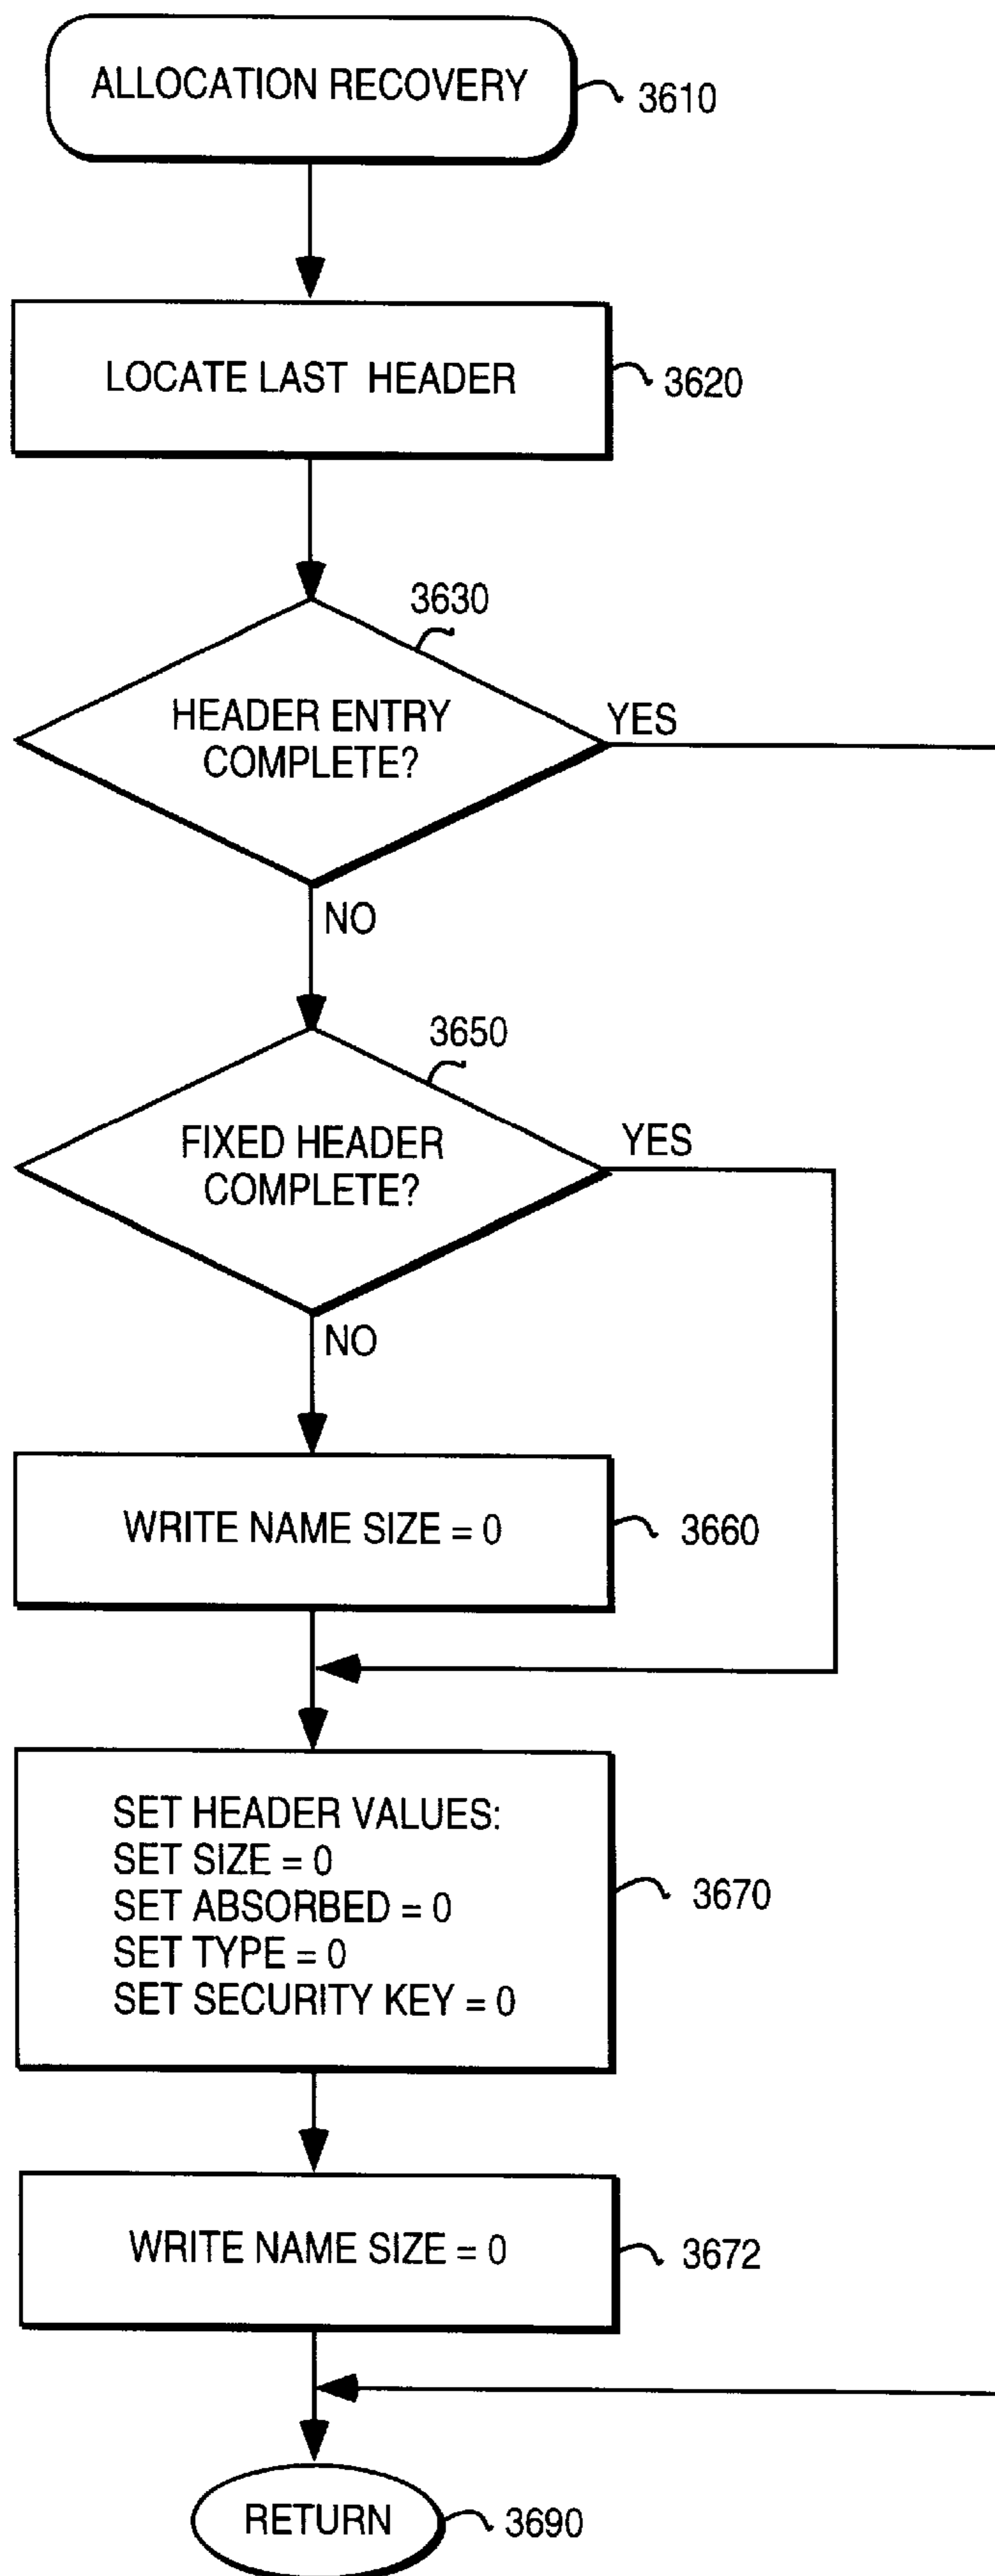 ALLOCATION RECOVERY
3610
LOCATE LAST HEADER
3620
3630
HEADER ENTRY
COMPLETE?
YES
NO
3650
FIXED HEADER
COMPLETE?
YES
NO
WRITE NAME SIZE = 0
3660
SET HEADER VALUES:
SET SIZE = 0
SET ABSORBED = 0
SET TYPE = 0
SET SECURITY KEY = 0
3670
WRITE NAME SIZE = 0
3672
RETURN
3690